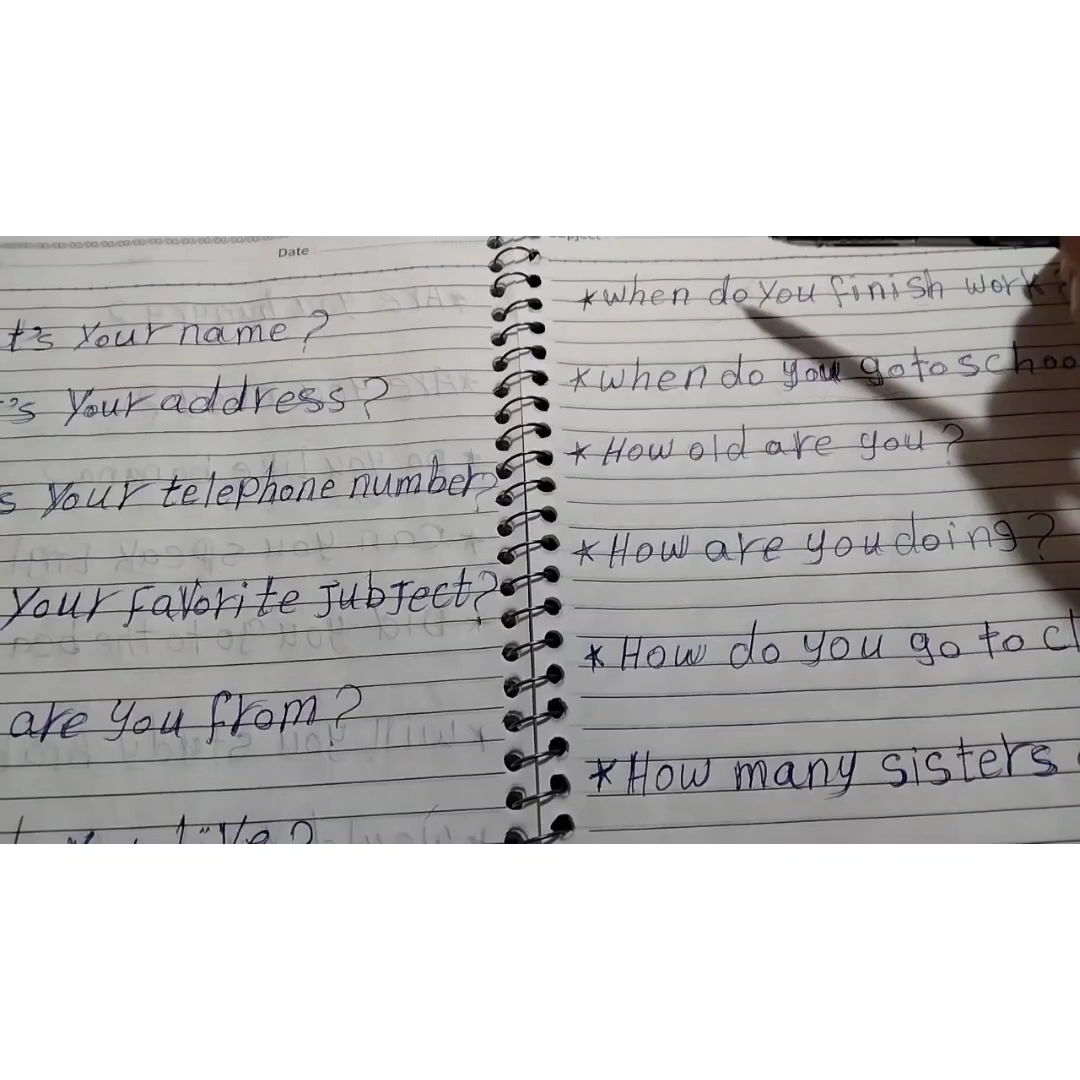 Date
t's Your name?
's Your address?
s Your telephone number?
Your Favorite Jubject?
are you from?
*when do you finish work?
*when do you go to schoo
*How old are you?
*How are you doing?
*How do you go to cl
*How many sisters